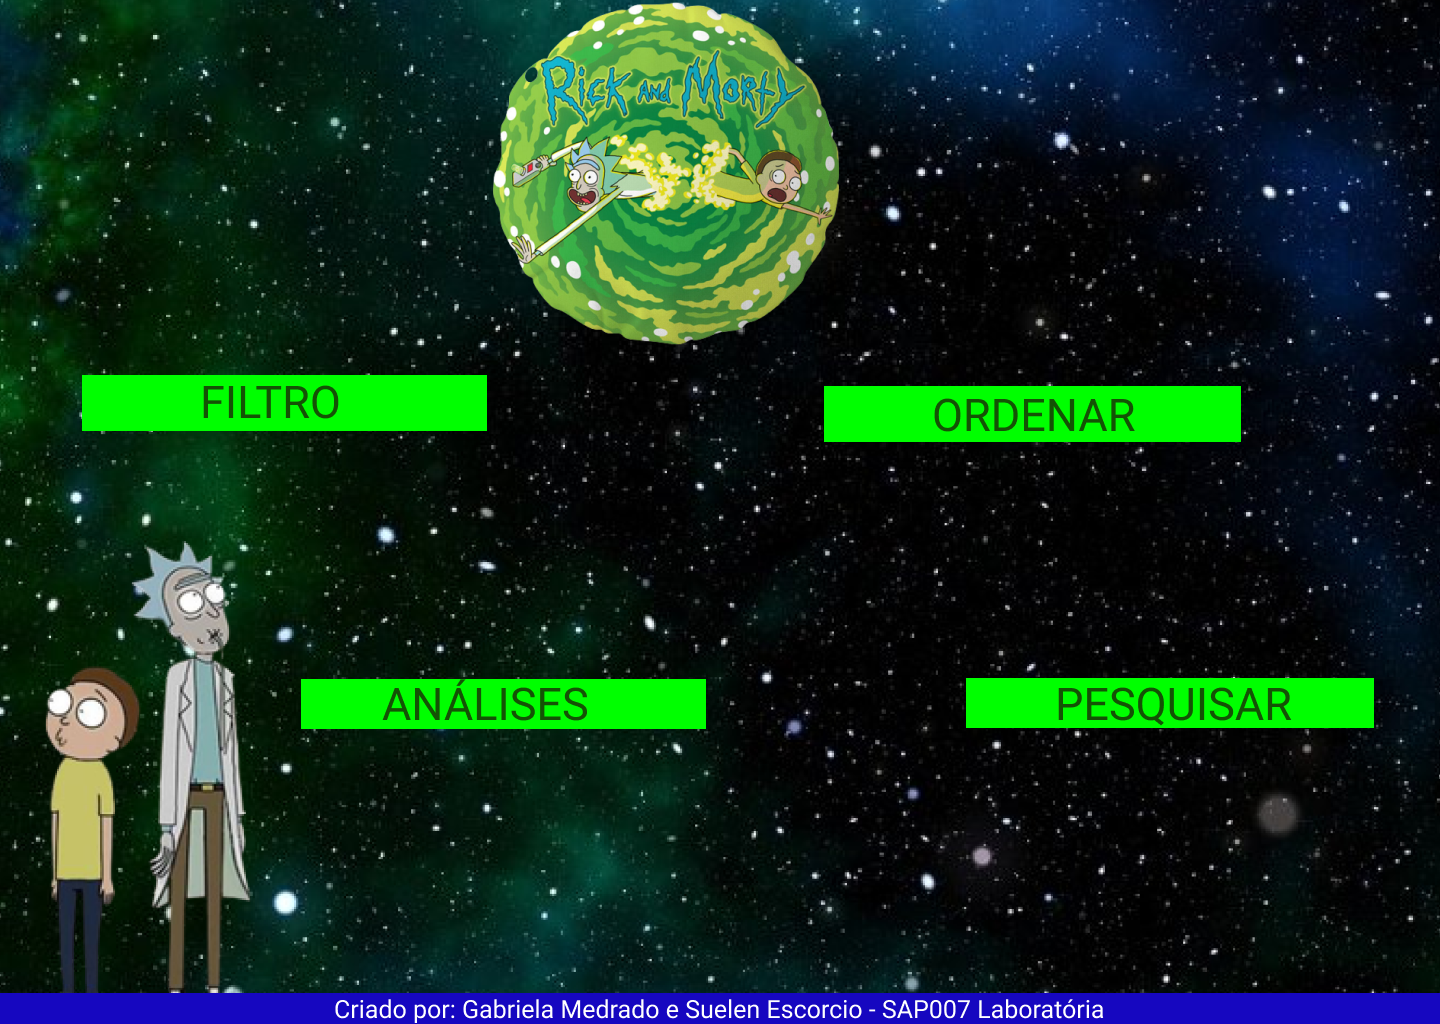 Rick and Morty
FILTRO
ORDENAR
ANÁLISES
PESQUISAR
Criado por: Gabriela Medrado e Suelen Escorcio - SAP007 Laboratória